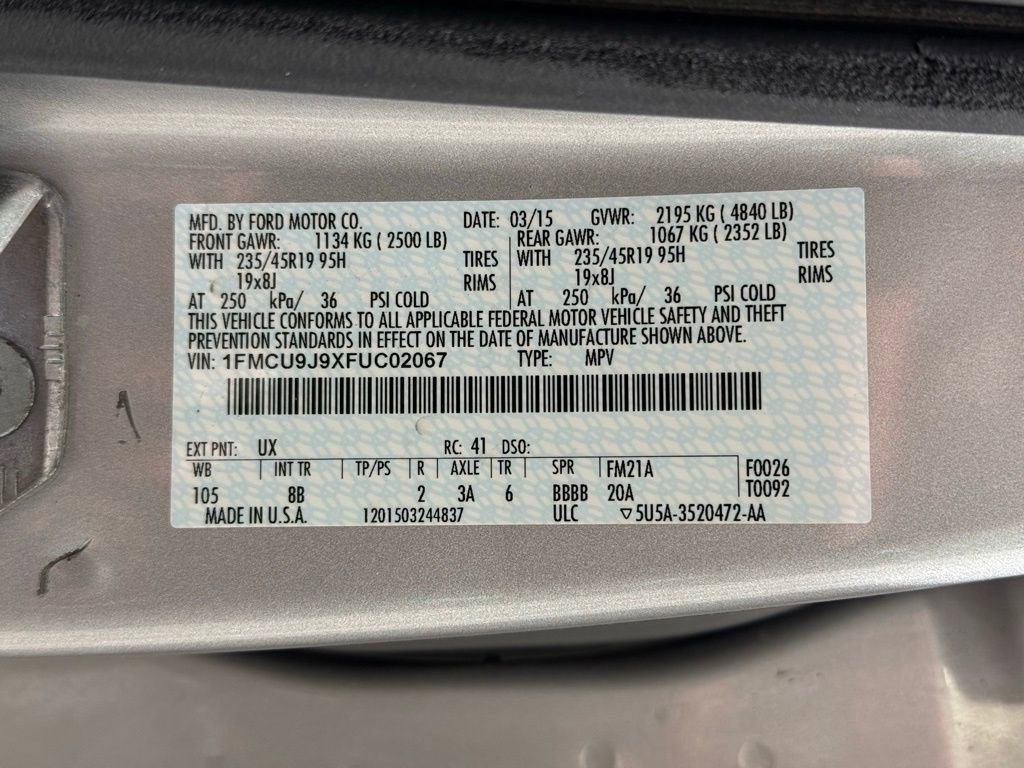 MFD. BY FORD MOTOR CO. DATE: 03/15 GVWR: 2195 KG ( 4840 LB)
FRONT GAWR: 1134 KG ( 2500 LB) REAR GAWR: 1067 KG ( 2352 LB)
WITH 235/45R19 95H TIRES WITH 235/45R19 95H TIRES
19x8J RIMS 19x8J RIMS
AT 250 kPa/ 36 PSI COLD AT 250 kPa/ 36 PSI COLD
THIS VEHICLE CONFORMS TO ALL APPLICABLE FEDERAL MOTOR VEHICLE SAFETY AND THEFT
PREVENTION STANDARDS IN EFFECT ON THE DATE OF MANUFACTURE SHOWN ABOVE.
VIN: 1FMCU9J9XFUC02067 TYPE: MPV
EXT PNT: UX RC: 41 DSO:
WB INT TR TP/PS R AXLE TR SPR FM21A F0026
105 8B 2 3A 6 BBBB 20A T0092
MADE IN U.S.A. 1201503244837 ULC ▽5U5A-3520472-AA